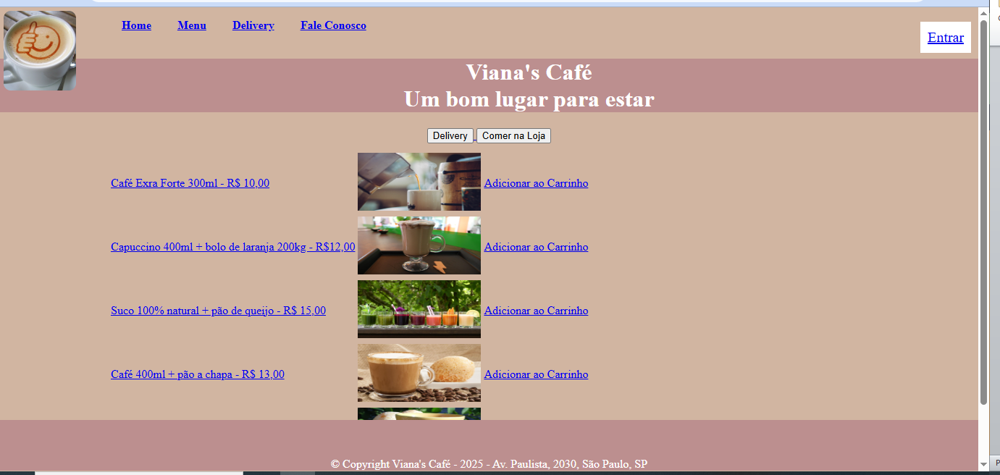 Home Menu Delivery Fale Conosco
Entrar
Viana's Café
Um bom lugar para estar
Delivery Comer na Loja
Café Exra Forte 300ml - R$ 10,00 Adicionar ao Carrinho
Capuccino 400ml + bolo de laranja 200kg - R$12,00 Adicionar ao Carrinho
Suco 100% natural + pão de queijo - R$ 15,00 Adicionar ao Carrinho
Café 400ml + pão a chapa - R$ 13,00 Adicionar ao Carrinho
© Copyright Viana's Café - 2025 - Av. Paulista, 2030, São Paulo, SP